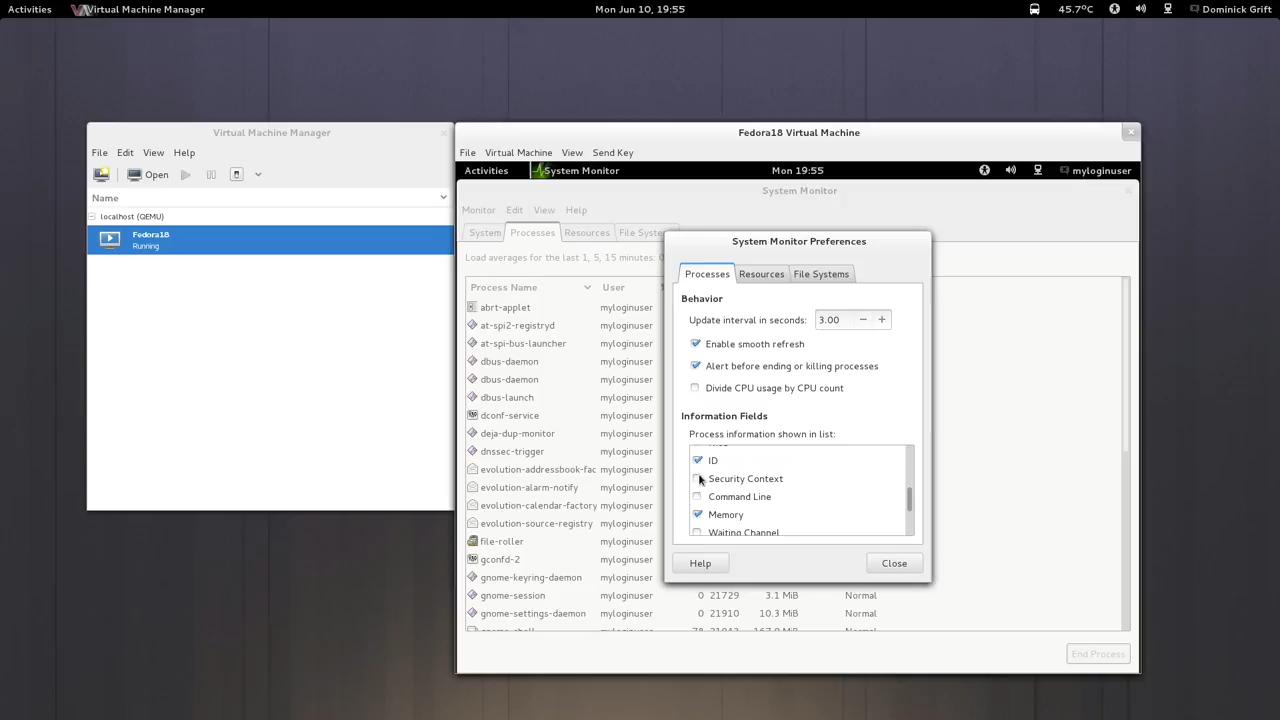 Activities Virtual Machine Manager Mon Jun 10, 19:55 45.7°C Dominick Grift
Virtual Machine Manager
File Edit View Help
Open
Name
localhost (QEMU)
Fedora18
Running
Fedora18 Virtual Machine
File Virtual Machine View Send Key
Activities System Monitor Mon 19:55 myloginuser
System Monitor
Monitor Edit View Help
System Processes Resources File
Load averages for the last 1, 5, 15 minutes:
Process Name User
abrt-applet myloginuser
at-spi2-registryd myloginuser
at-spi-bus-launcher myloginuser
dbus-daemon myloginuser
dbus-daemon myloginuser
dbus-launch myloginuser
dconf-service myloginuser
deja-dup-monitor myloginuser
dnssec-trigger myloginuser
evolution-addressbook-fac myloginuser
evolution-alarm-notify myloginuser
evolution-calendar-factory myloginuser
evolution-source-registry myloginuser
file-roller myloginuser
gconfd-2 myloginuser
gnome-keyring-daemon myloginuser
gnome-session myloginuser 0 21729 3.1 MiB Normal
gnome-settings-daemon myloginuser 0 21910 10.3 MiB Normal
End Process
System Monitor Preferences
Processes Resources File Systems
Behavior
Update interval in seconds: 3.00 − +
Enable smooth refresh
Alert before ending or killing processes
Divide CPU usage by CPU count
Information Fields
Process information shown in list:
ID
Security Context
Command Line
Memory
Waiting Channel
Help Close